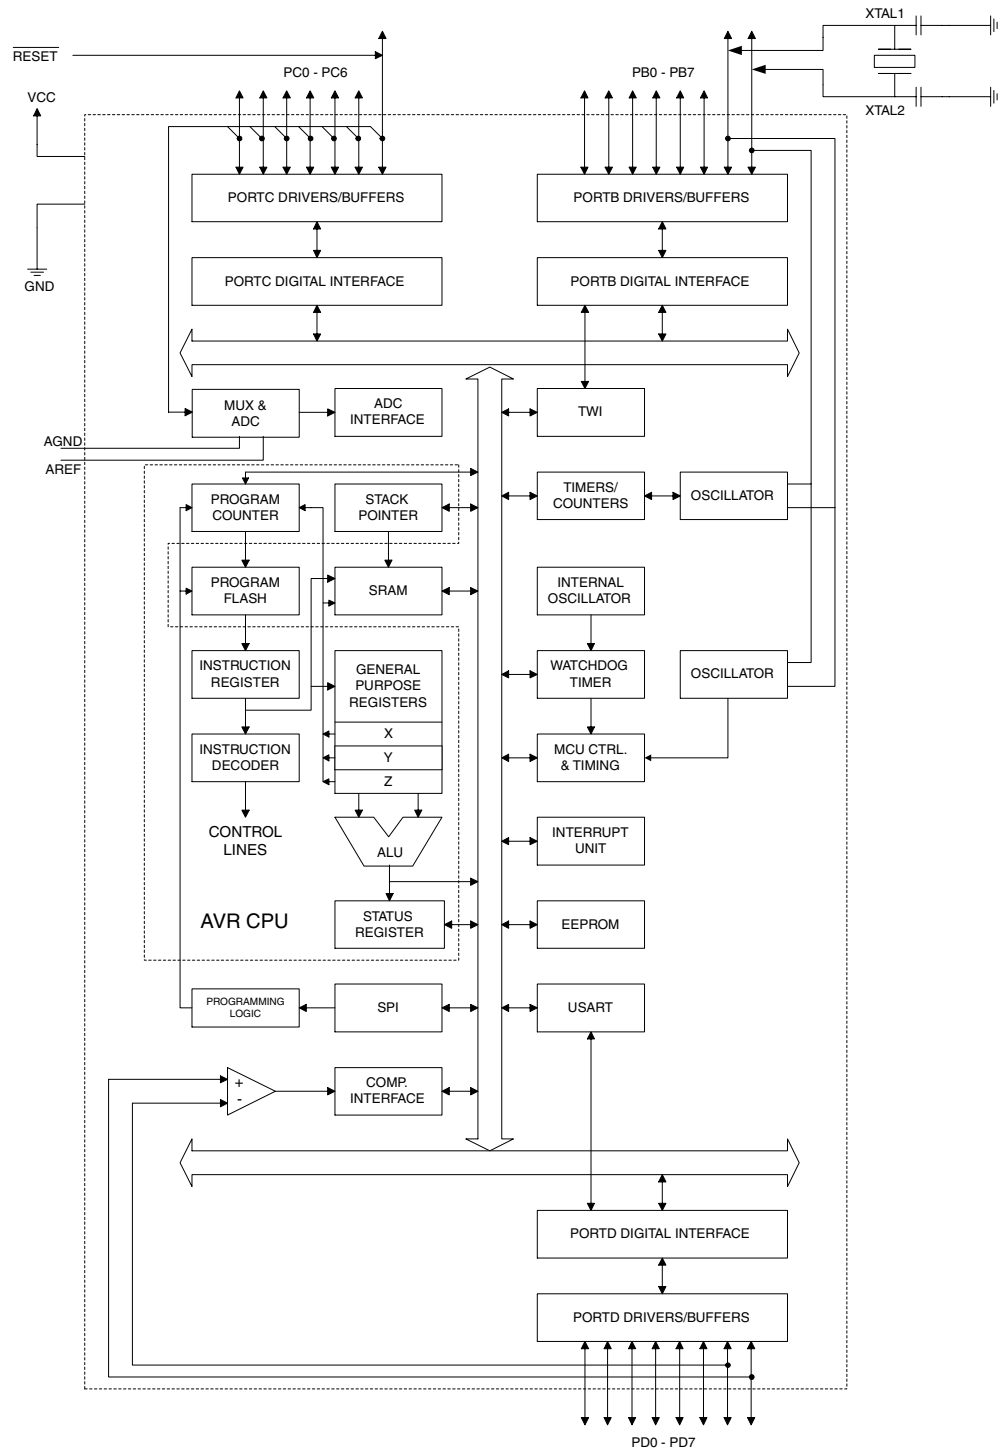 XTAL1
RESET
PC0 - PC6
PB0 - PB7
VCC
XTAL2
PORTC DRIVERS/BUFFERS
PORTB DRIVERS/BUFFERS
PORTC DIGITAL INTERFACE
PORTB DIGITAL INTERFACE
GND
MUX &
ADC
ADC
INTERFACE
TWI
AGND
AREF
PROGRAM
COUNTER
STACK
POINTER
TIMERS/
COUNTERS
OSCILLATOR
PROGRAM
FLASH
SRAM
INTERNAL
OSCILLATOR
INSTRUCTION
REGISTER
GENERAL
PURPOSE
REGISTERS
WATCHDOG
TIMER
OSCILLATOR
X
INSTRUCTION
DECODER
Y
MCU CTRL.
& TIMING
Z
CONTROL
LINES
ALU
INTERRUPT
UNIT
AVR CPU
STATUS
REGISTER
EEPROM
PROGRAMMING
LOGIC
SPI
USART
+
-
COMP.
INTERFACE
PORTD DIGITAL INTERFACE
PORTD DRIVERS/BUFFERS
PD0 - PD7